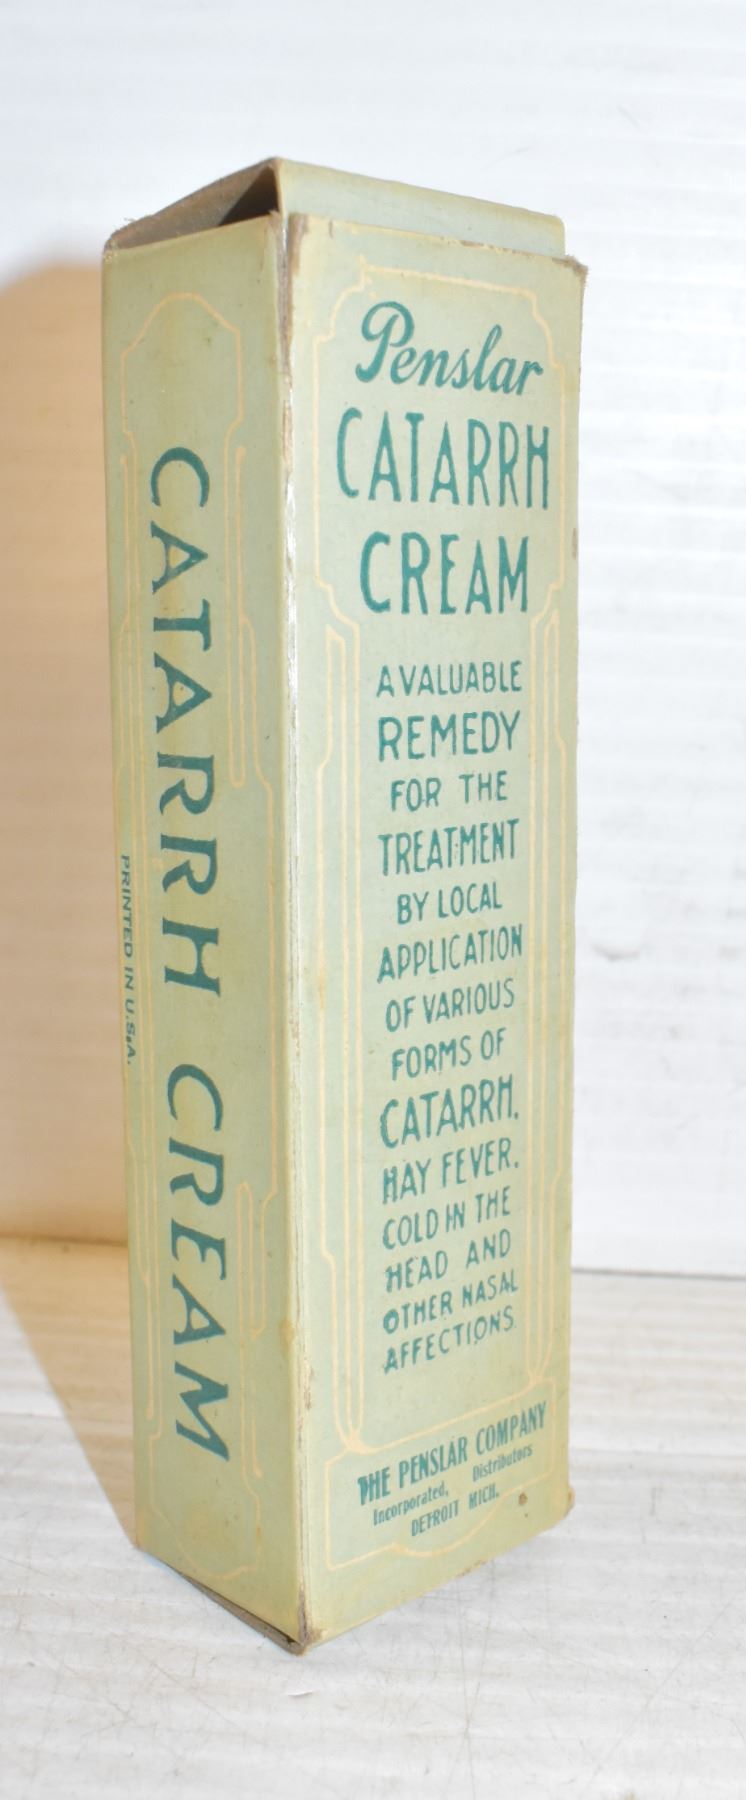 Penslar
CATARRH
CREAM
A VALUABLE
REMEDY
FOR THE
TREATMENT
BY LOCAL
APPLICATION
OF VARIOUS
FORMS OF
CATARRH,
HAY FEVER,
COLD IN THE
HEAD AND
OTHER NASAL
AFFECTIONS.
THE PENSLAR COMPANY
Incorporated, Distributors
DETROIT MICH.
CATARRH CREAM
PRINTED IN U.S.A.